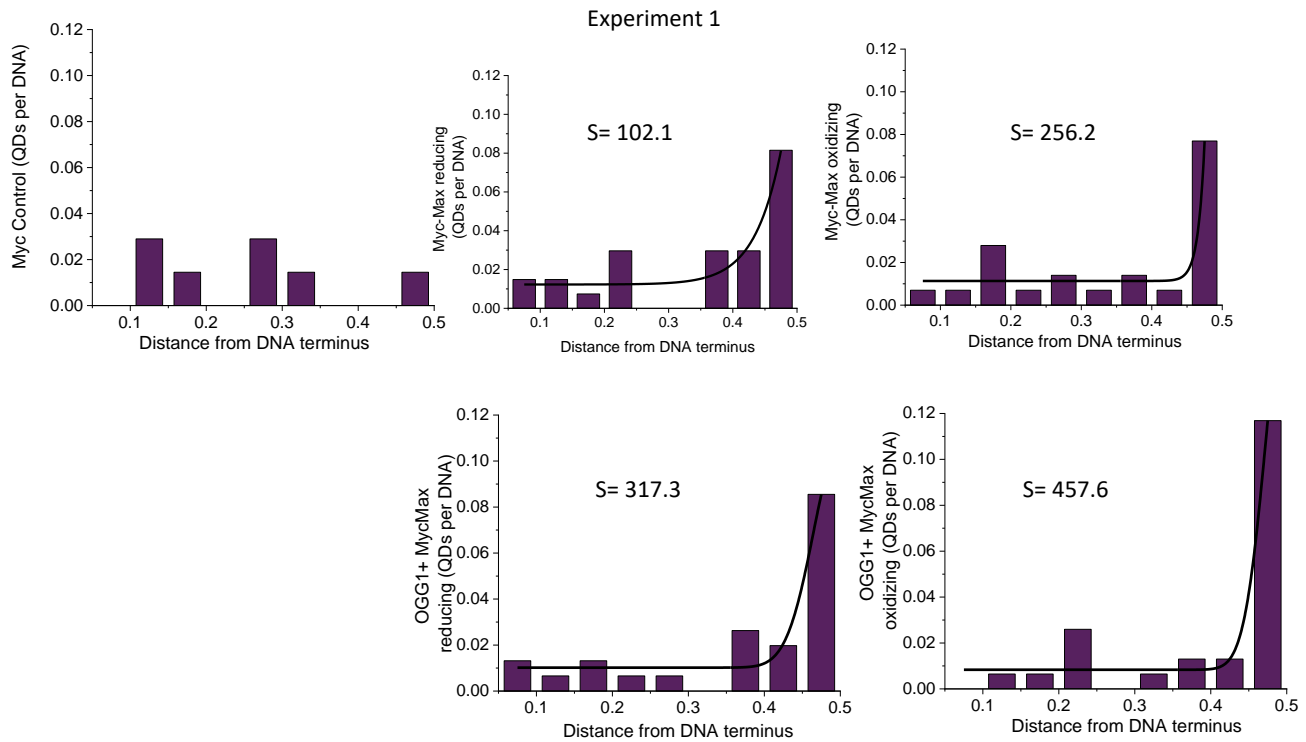 Experiment 1
Myc Control (QDs per DNA)
0.12
0.10
0.08
0.06
0.04
0.02
0.00
0.1 0.2 0.3 0.4 0.5
Distance from DNA terminus
Myc-Max reducing
(QDs per DNA)
0.12
0.10
0.08
0.06
0.04
0.02
0.00
S= 102.1
0.1 0.2 0.3 0.4 0.5
Distance from DNA terminus
Myc-Max oxidizing
(QDs per DNA)
0.12
0.10
0.08
0.06
0.04
0.02
0.00
S= 256.2
0.1 0.2 0.3 0.4 0.5
Distance from DNA terminus
OGG1+ MycMax
reducing (QDs per DNA)
0.12
0.10
0.08
0.06
0.04
0.02
0.00
S= 317.3
0.1 0.2 0.3 0.4 0.5
Distance from DNA terminus
OGG1+ MycMax
oxidizing (QDs per DNA)
0.12
0.10
0.08
0.06
0.04
0.02
0.00
S= 457.6
0.1 0.2 0.3 0.4 0.5
Distance from DNA terminus